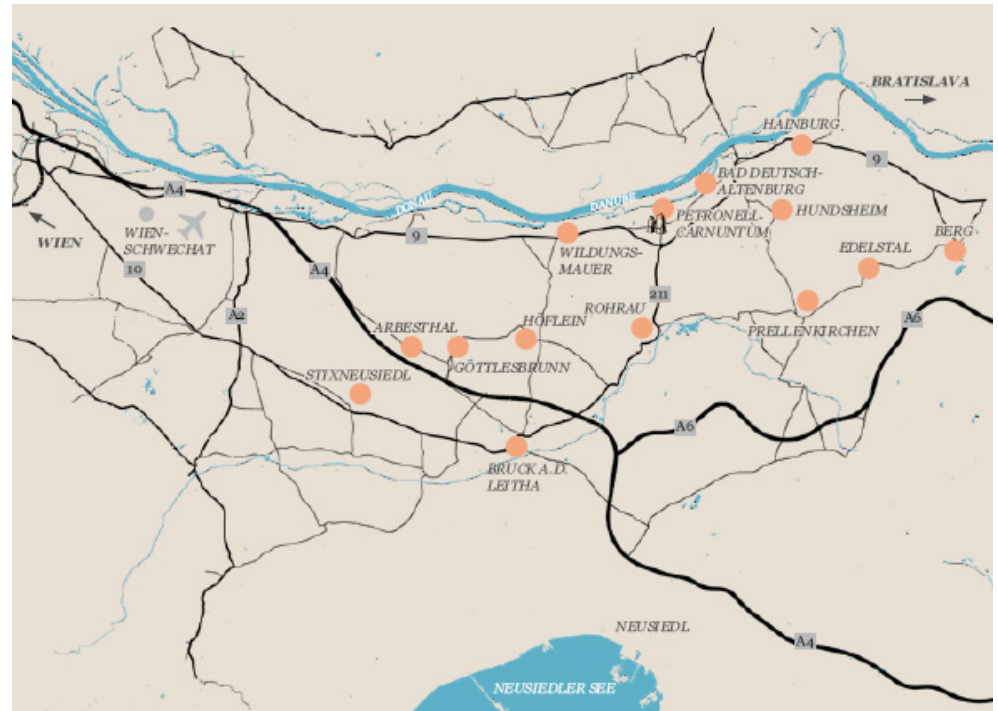 BRATISLAVA
HAINBURG
9
BAD DEUTSCH-
ALTENBURG
A4
DONAU
DANUBE
PETRONELL-
CARNUNTUM
HUNDSHEIM
WIEN
WIEN-
SCHWECHAT
9
WILDUNGS-
MAUER
EDELSTAL
BERG
10
A4
211
A2
ROHRAU
HÖFLEIN
ARBESTHAL
GÖTTLESBRUNN
PRELLENKIRCHEN
A6
STIXNEUSIEDL
A6
BRUCK A.D.
LEITHA
NEUSIEDL
A4
NEUSIEDLER SEE